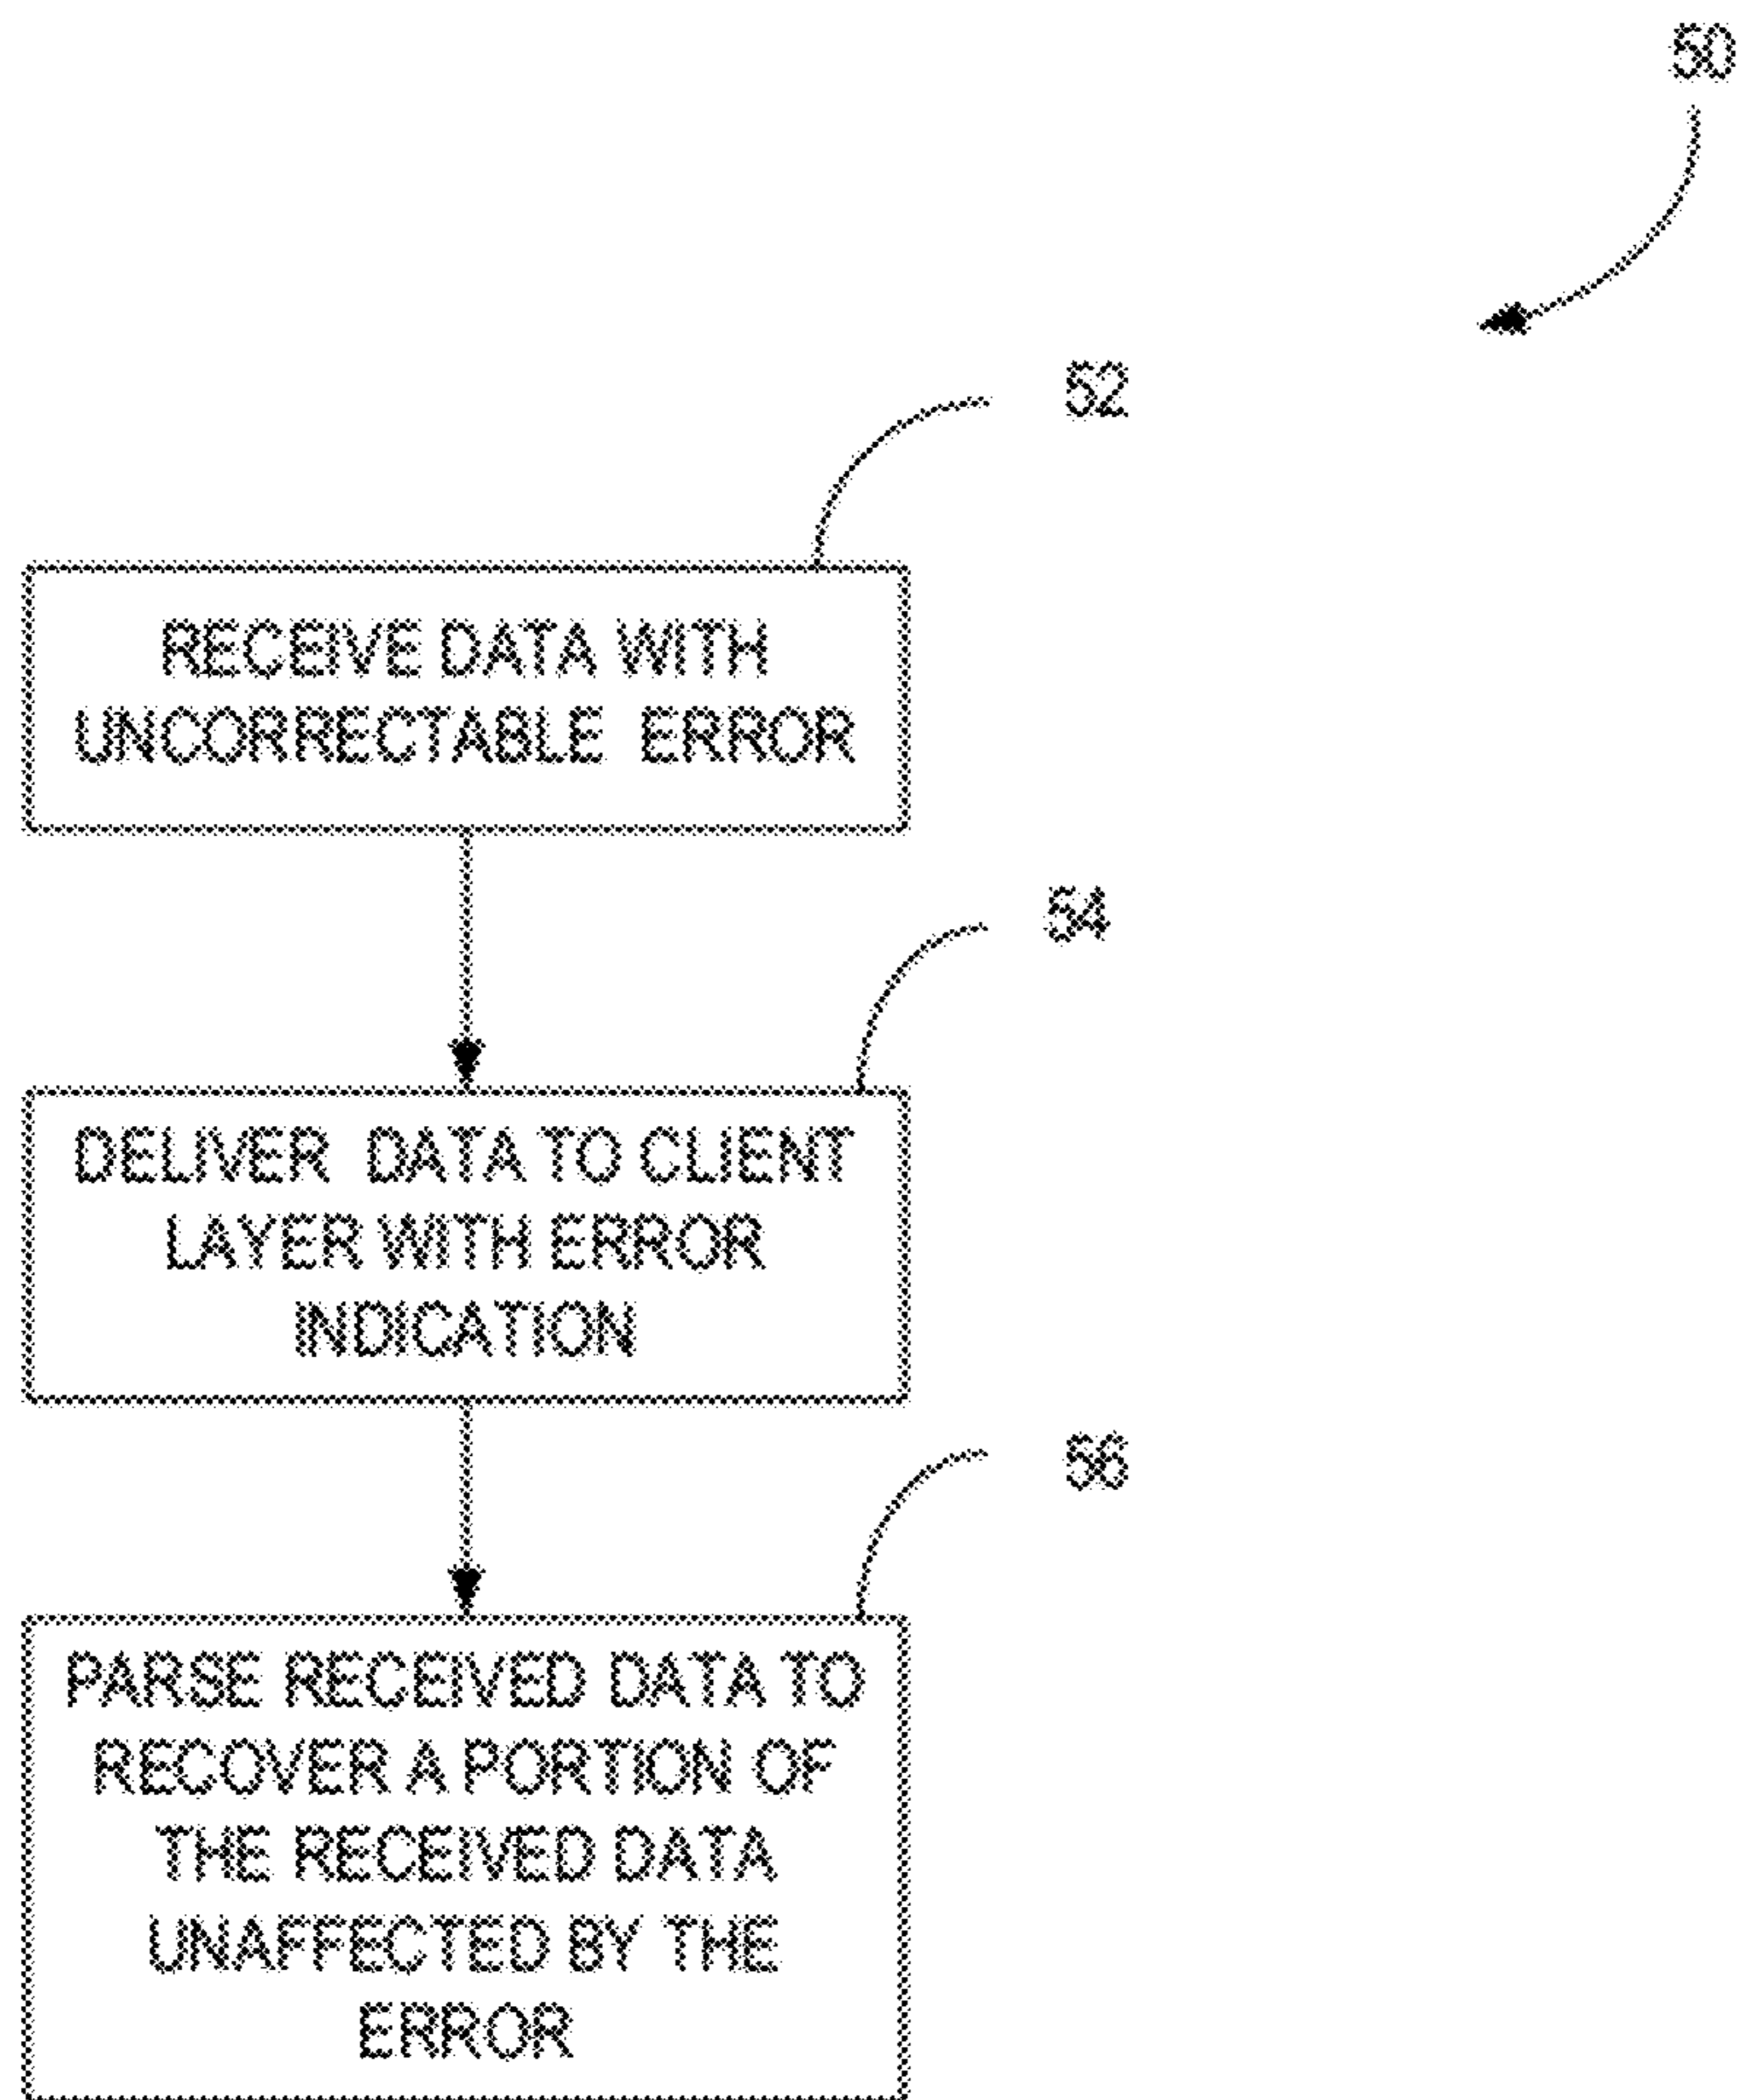 50
52
RECEIVE DATA WITH
UNCORRECTABLE ERROR
54
DELIVER DATA TO CLIENT
LAYER WITH ERROR
INDICATION
56
PARSE RECEIVED DATA TO
RECOVER A PORTION OF
THE RECEIVED DATA
UNAFFECTED BY THE
ERROR